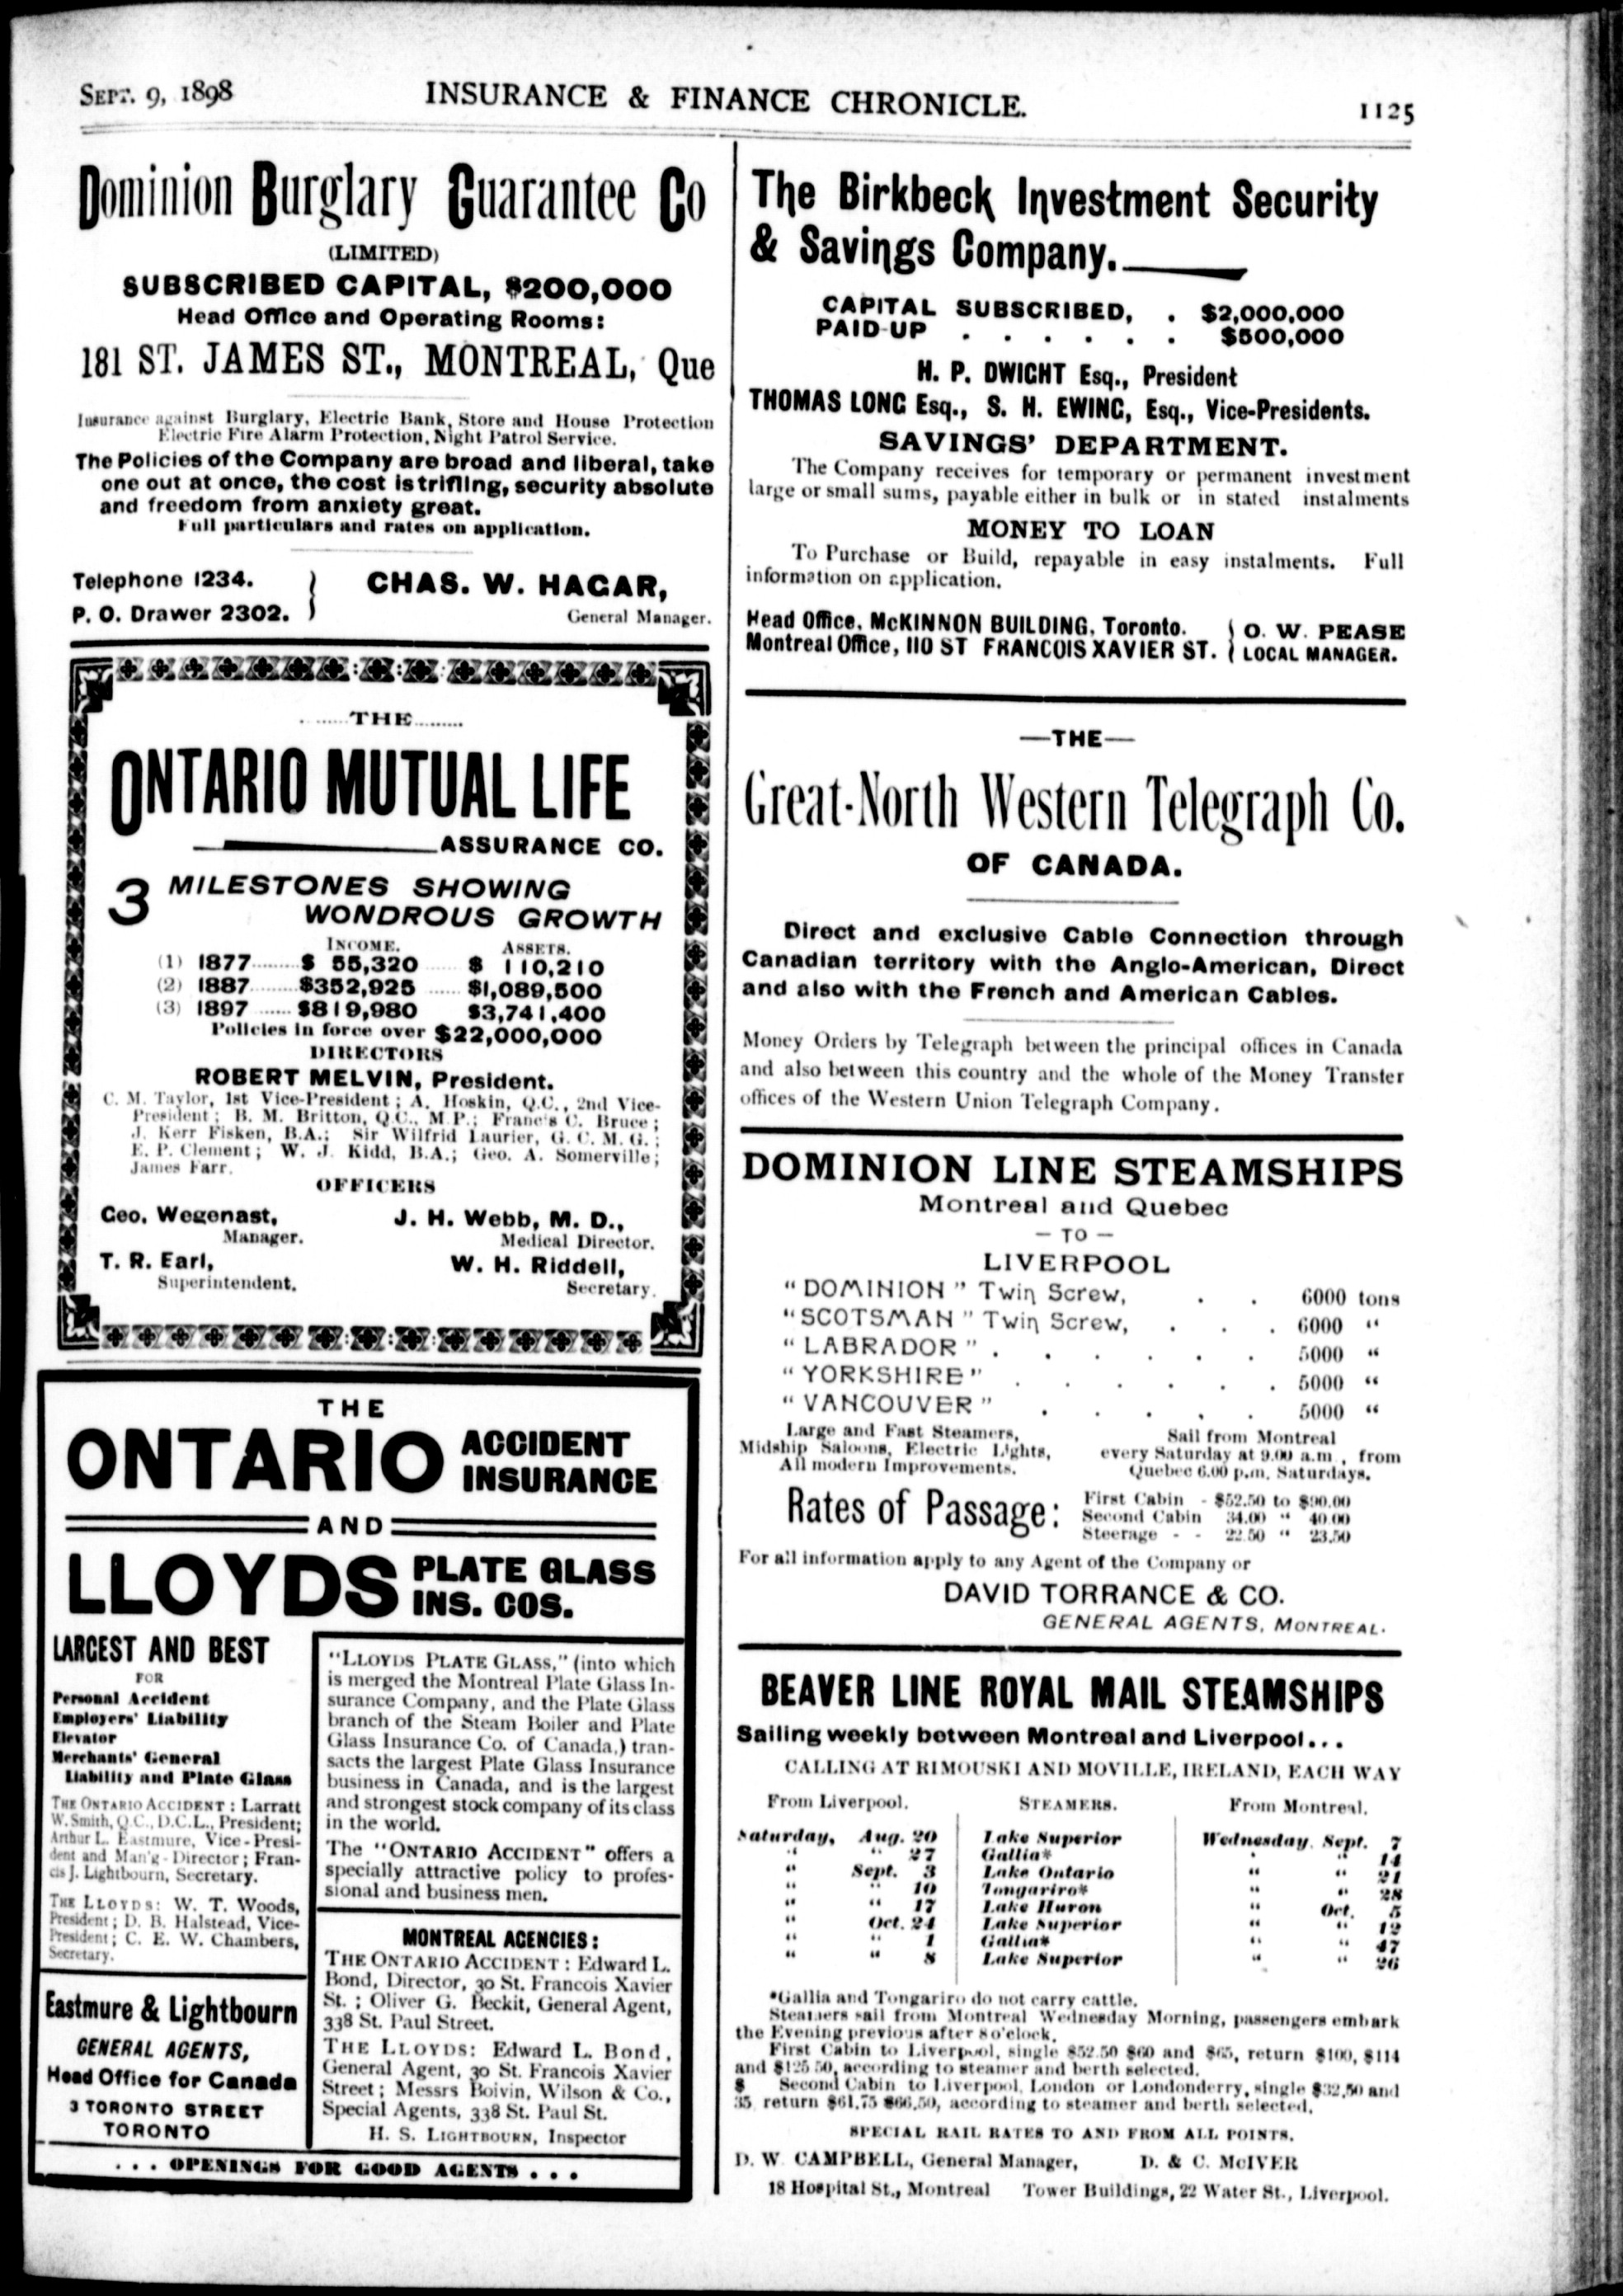 SEPT. 9, 1898 INSURANCE & FINANCE CHRONICLE. 1125
Dominion Burglary Guarantee Co
(LIMITED)
SUBSCRIBED CAPITAL, $200,000
Head Office and Operating Rooms:
181 ST. JAMES ST., MONTREAL, Que
Insurance against Burglary, Electric Bank, Store and House Protection
Electric Fire Alarm Protection, Night Patrol Service.
The Policies of the Company are broad and liberal, take
one out at once, the cost is trifling, security absolute
and freedom from anxiety great.
Full particulars and rates on application.
Telephone 1234. } CHAS. W. HAGAR,
P. O. Drawer 2302. General Manager.
........THE.........
ONTARIO MUTUAL LIFE
ASSURANCE CO.
3 MILESTONES SHOWING
WONDROUS GROWTH
INCOME. ASSETS.
(1) 1877........$ 55,320 ...... $ 110,210
(2) 1887........$352,925 ...... $1,089,500
(3) 1897 ...... $819,980 $3,741,400
Policies in force over $22,000,000
DIRECTORS
ROBERT MELVIN, President.
C. M. Taylor, 1st Vice-President; A. Hoskin, Q.C., 2nd Vice-
President; B. M. Britton, Q.C., M.P.; Francis C. Bruce;
J. Kerr Fisken, B.A.; Sir Wilfrid Laurier, G. C. M. G.;
E. P. Clement; W. J. Kidd, B.A.; Geo. A. Somerville;
James Farr.
OFFICERS
Geo. Wegenast, J. H. Webb, M. D.,
Manager. Medical Director.
T. R. Earl, W. H. Riddell,
Superintendent. Secretary.
THE
ONTARIO ACCIDENT
INSURANCE
AND
LLOYDS PLATE GLASS
INS. COS.
LARGEST AND BEST
FOR
Personal Accident
Employers' Liability
Elevator
Merchants' General
Liability and Plate Glass
THE ONTARIO ACCIDENT: Larratt
W. Smith, Q.C., D.C.L., President;
Arthur L. Eastmure, Vice-Presi-
dent and Man'g-Director; Fran-
cis J. Lightbourn, Secretary.
THE LLOYDS: W. T. Woods,
President; D. B. Halstead, Vice-
President; C. E. W. Chambers,
Secretary.
Eastmure & Lightbourn
GENERAL AGENTS,
Head Office for Canada
3 TORONTO STREET
TORONTO
"LLOYDS PLATE GLASS," (into which
is merged the Montreal Plate Glass In-
surance Company, and the Plate Glass
branch of the Steam Boiler and Plate
Glass Insurance Co. of Canada,) tran-
sacts the largest Plate Glass Insurance
business in Canada, and is the largest
and strongest stock company of its class
in the world.
The "ONTARIO ACCIDENT" offers a
specially attractive policy to profes-
sional and business men.
MONTREAL AGENCIES:
THE ONTARIO ACCIDENT: Edward L.
Bond, Director, 30 St. Francois Xavier
St.; Oliver G. Beckit, General Agent,
338 St. Paul Street.
THE LLOYDS: Edward L. Bond,
General Agent, 30 St. Francois Xavier
Street; Messrs Boivin, Wilson & Co.,
Special Agents, 338 St. Paul St.
H. S. LIGHTBOURN, Inspector
. . . OPENINGS FOR GOOD AGENTS . . .
The Birkbeck Investment Security
& Savings Company.
CAPITAL SUBSCRIBED, . $2,000,000
PAID-UP . . . . . . $500,000
H. P. DWIGHT Esq., President
THOMAS LONG Esq., S. H. EWING, Esq., Vice-Presidents.
SAVINGS' DEPARTMENT.
The Company receives for temporary or permanent investment
large or small sums, payable either in bulk or in stated instalments
MONEY TO LOAN
To Purchase or Build, repayable in easy instalments. Full
information on application.
Head Office, McKINNON BUILDING, Toronto. { O. W. PEASE
Montreal Office, 110 ST FRANCOIS XAVIER ST. LOCAL MANAGER.
—THE—
Great-North Western Telegraph Co.
OF CANADA.
Direct and exclusive Cable Connection through
Canadian territory with the Anglo-American, Direct
and also with the French and American Cables.
Money Orders by Telegraph between the principal offices in Canada
and also between this country and the whole of the Money Transfer
offices of the Western Union Telegraph Company.
DOMINION LINE STEAMSHIPS
Montreal and Quebec
— TO —
LIVERPOOL
"DOMINION" Twin Screw, . . 6000 tons
"SCOTSMAN" Twin Screw, . . . 6000 "
"LABRADOR" . . . . . . 5000 "
"YORKSHIRE" . . . . . . 5000 "
"VANCOUVER" . . . . . 5000 "
Large and Fast Steamers, Sail from Montreal
Midship Saloons, Electric Lights, every Saturday at 9.00 a.m., from
All modern Improvements. Quebec 6.00 p.m. Saturdays.
Rates of Passage: First Cabin - $52.50 to $90.00
Second Cabin 34.00 " 40.00
Steerage - - 22.50 " 23.50
For all information apply to any Agent of the Company or
DAVID TORRANCE & CO.
GENERAL AGENTS, MONTREAL.
BEAVER LINE ROYAL MAIL STEAMSHIPS
Sailing weekly between Montreal and Liverpool...
CALLING AT RIMOUSKI AND MOVILLE, IRELAND, EACH WAY
From Liverpool. STEAMERS. From Montreal.
Saturday, Aug. 20 Lake Superior Wednesday, Sept. 7
" " 27 Gallia* " " 14
" Sept. 3 Lake Ontario " " 21
" " 10 Tongariro* " " 28
" " 17 Lake Huron " Oct. 5
" Oct. 24 Lake Superior " " 12
" " 1 Gallia* " "
" " 8 Lake Superior " " 26
*Gallia and Tongariro do not carry cattle.
Steamers sail from Montreal Wednesday Morning, passengers embark
the Evening previous after 8 o'clock.
First Cabin to Liverpool, single $52.50 $60 and $65, return $100, $114
and $125.50, according to steamer and berth selected.
$ Second Cabin to Liverpool, London or Londonderry, single $32.50 and
35 return $61.75 $66.50, according to steamer and berth selected.
SPECIAL RAIL RATES TO AND FROM ALL POINTS.
D. W. CAMPBELL, General Manager, D. & C. McIVER
18 Hospital St., Montreal Tower Buildings, 22 Water St., Liverpool.